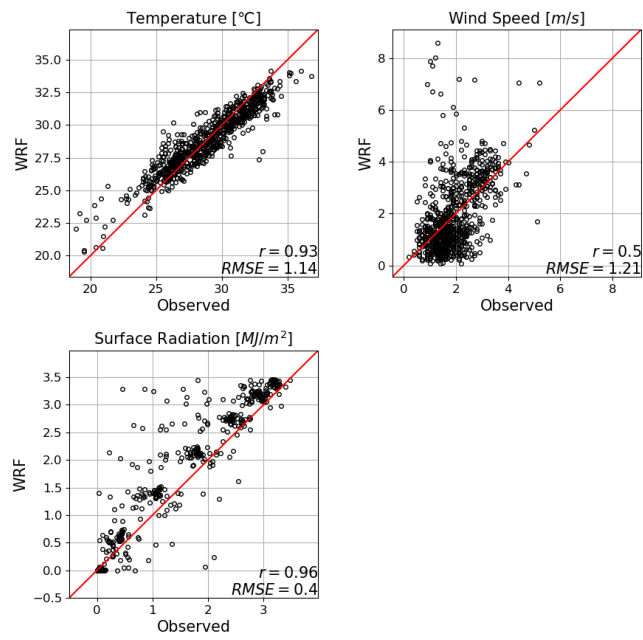 Temperature [℃]
35.0
32.5
30.0
27.5
25.0
22.5
20.0
WRF
r = 0.93
RMSE = 1.14
20
25
30
35
Observed
Wind Speed [m/s]
8
6
4
2
0
WRF
r = 0.5
RMSE = 1.21
0
2
4
6
8
Observed
Surface Radiation [MJ/m²]
3.5
3.0
2.5
2.0
1.5
1.0
0.5
0.0
−0.5
WRF
r = 0.96
RMSE = 0.4
0
1
2
3
Observed